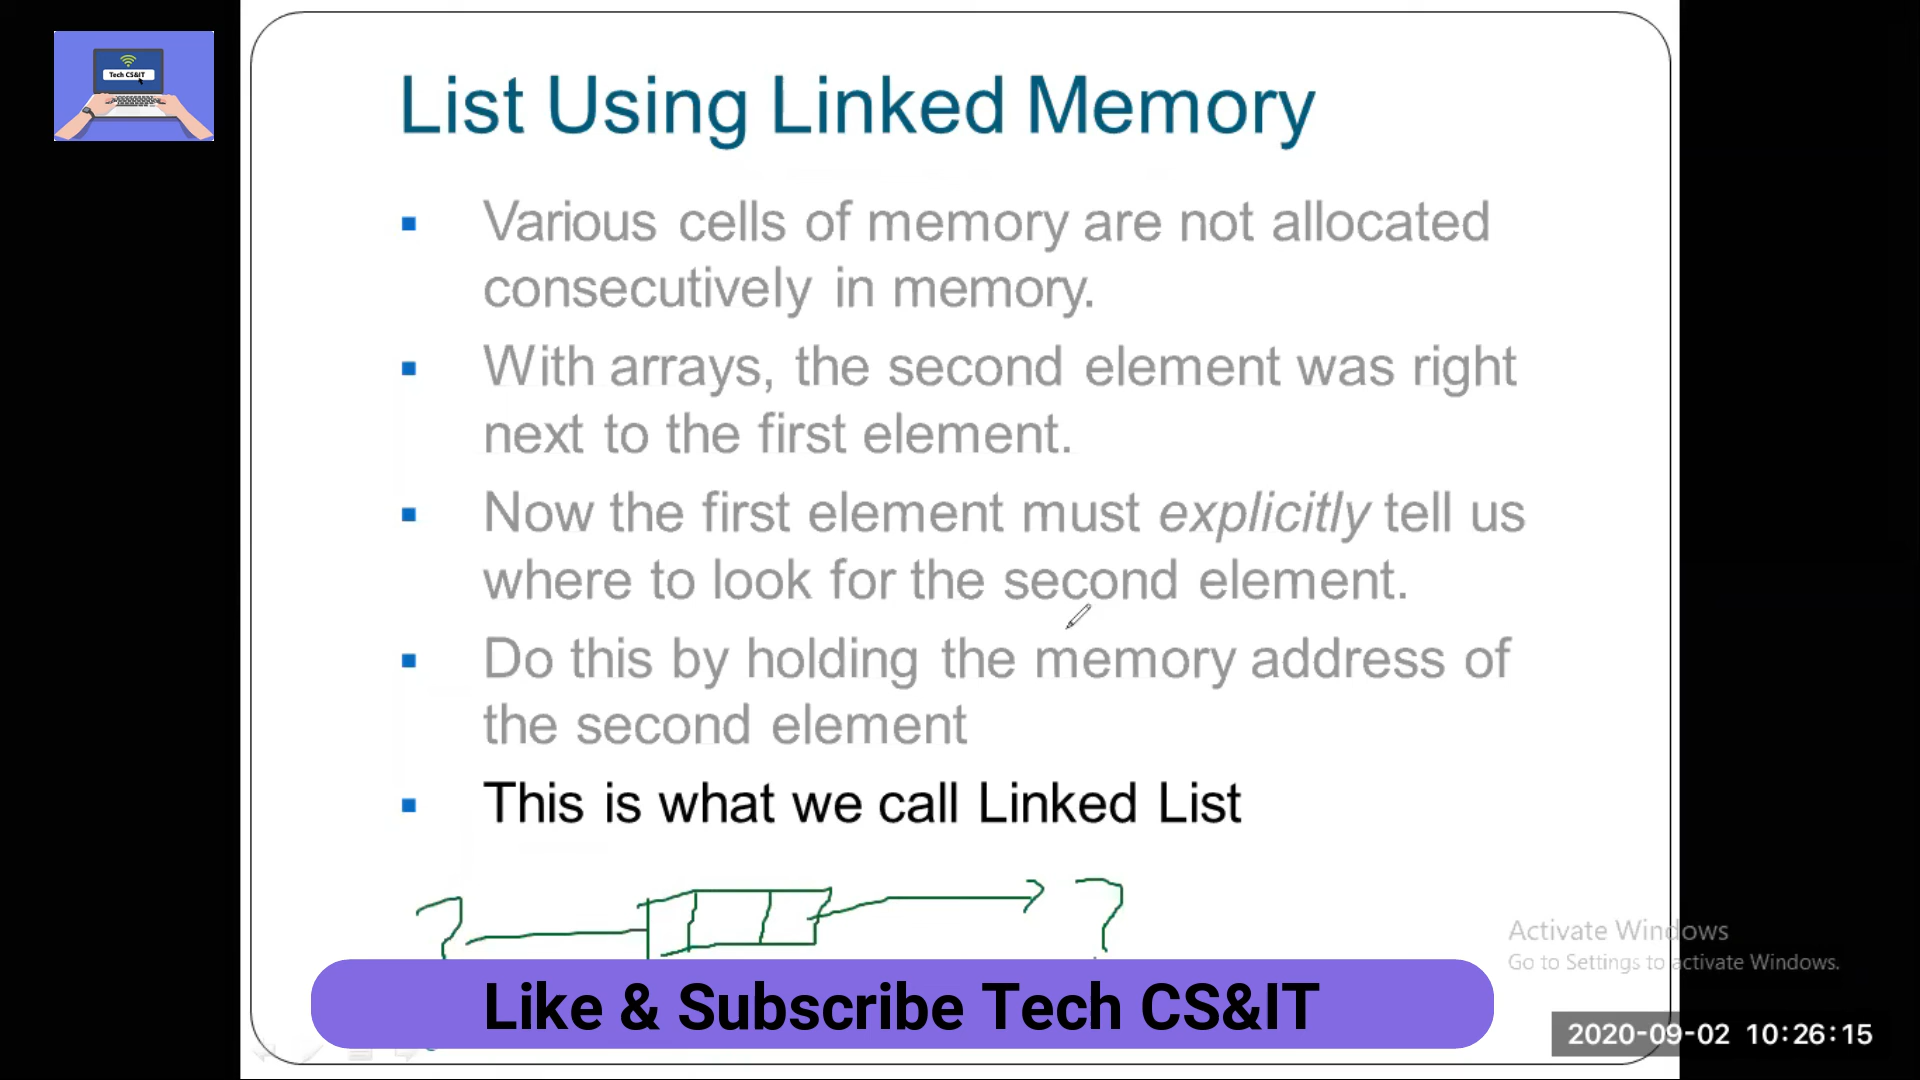 Tech CS&IT
List Using Linked Memory
Various cells of memory are not allocated
consecutively in memory.
With arrays, the second element was right
next to the first element.
Now the first element must explicitly tell us
where to look for the second element.
Do this by holding the memory address of
the second element
This is what we call Linked List
? ?
Activate Windows
Go to Settings to activate Windows.
Like & Subscribe Tech CS&IT
2020-09-02 10:26:15